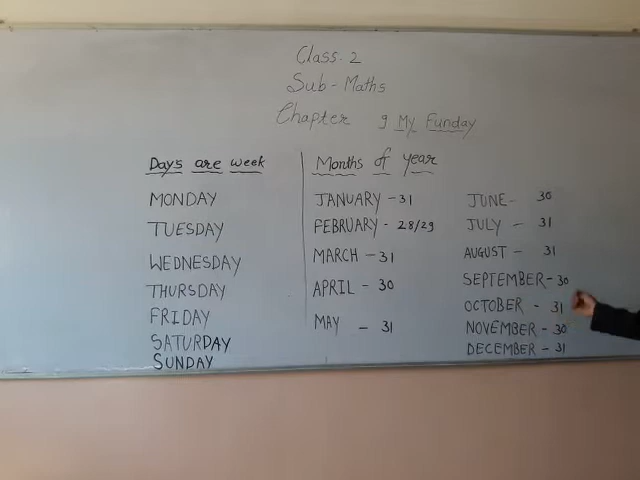 Class- 2
Sub- Maths
Chapter 9 My Funday
Days are week
MONDAY
TUESDAY
WEDNESDAY
THURSDAY
FRIDAY
SATURDAY
SUNDAY
Months of year
JANUARY - 31
FEBRUARY - 28/29
MARCH - 31
APRIL - 30
MAY - 31
JUNE - 30
JULY - 31
AUGUST - 31
SEPTEMBER - 30
OCTOBER - 31
NOVEMBER - 30
DECEMBER - 31